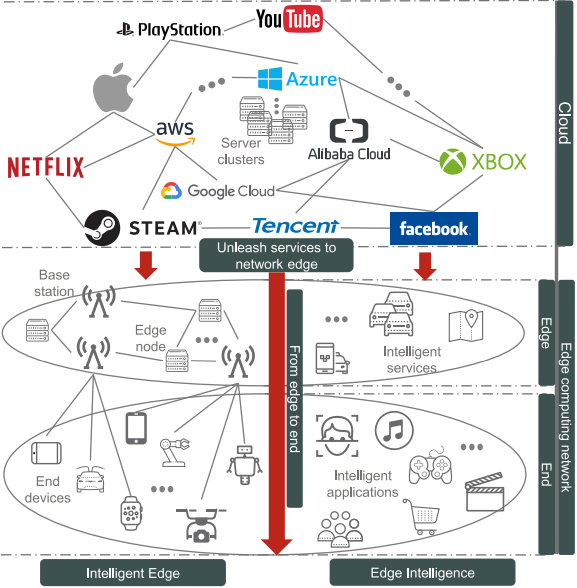 PlayStation
YouTube
Azure
aws
Server
clusters
Alibaba Cloud
NETFLIX
XBOX
Google Cloud
STEAM®
Tencent
facebook.
Cloud
Unleash services to
network edge
Base
station
Edge
node
Intelligent
services
From edge to end
Edge
Edge computing network
End
devices
Intelligent
applications
End
Intelligent Edge
Edge Intelligence